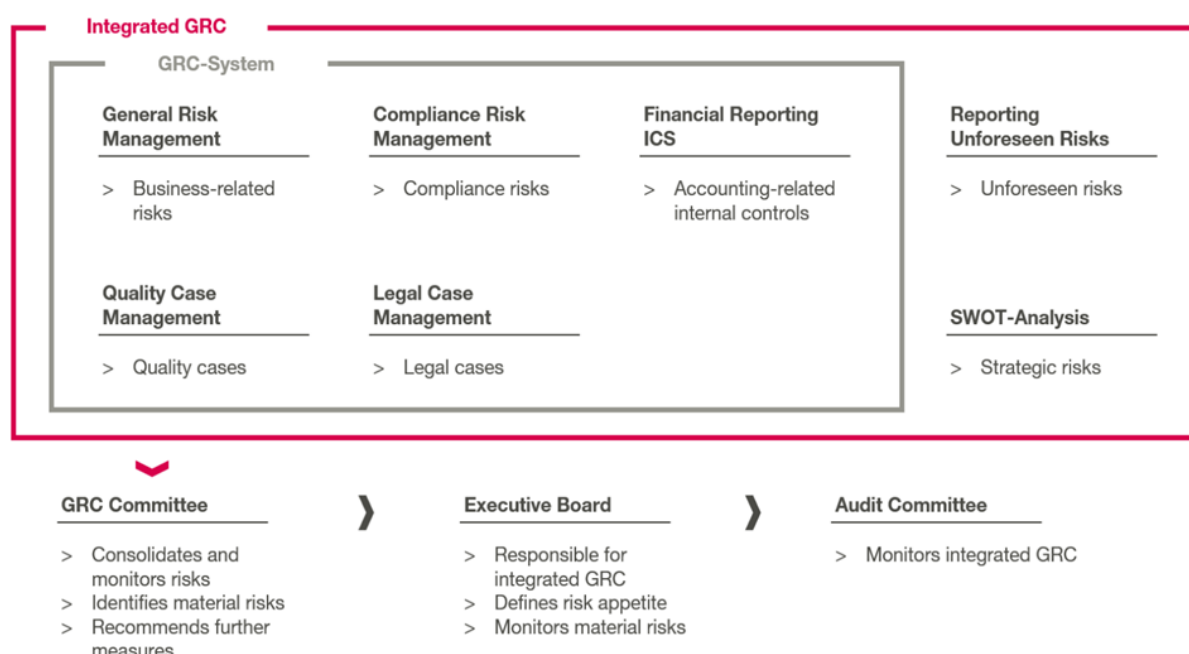 Integrated GRC
GRC-System
General Risk
Management
> Business-related
risks
Compliance Risk
Management
> Compliance risks
Financial Reporting
ICS
> Accounting-related
internal controls
Reporting
Unforeseen Risks
> Unforeseen risks
Quality Case
Management
> Quality cases
Legal Case
Management
> Legal cases
SWOT-Analysis
> Strategic risks
GRC Committee
> Consolidates and
monitors risks
> Identifies material risks
> Recommends further
measures
Executive Board
> Responsible for
integrated GRC
> Defines risk appetite
> Monitors material risks
Audit Committee
> Monitors integrated GRC